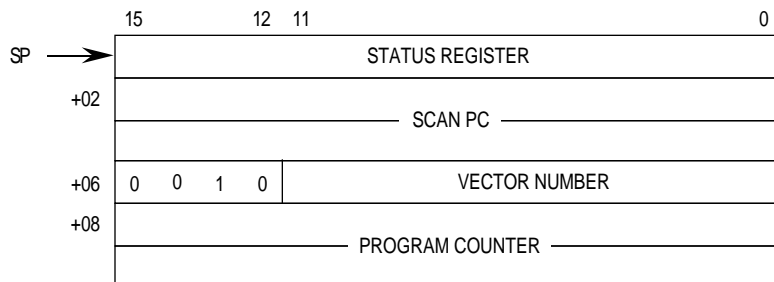 15 12 11 0
SP STATUS REGISTER
+02
SCAN PC
+06 0 0 1 0 VECTOR NUMBER
+08
PROGRAM COUNTER